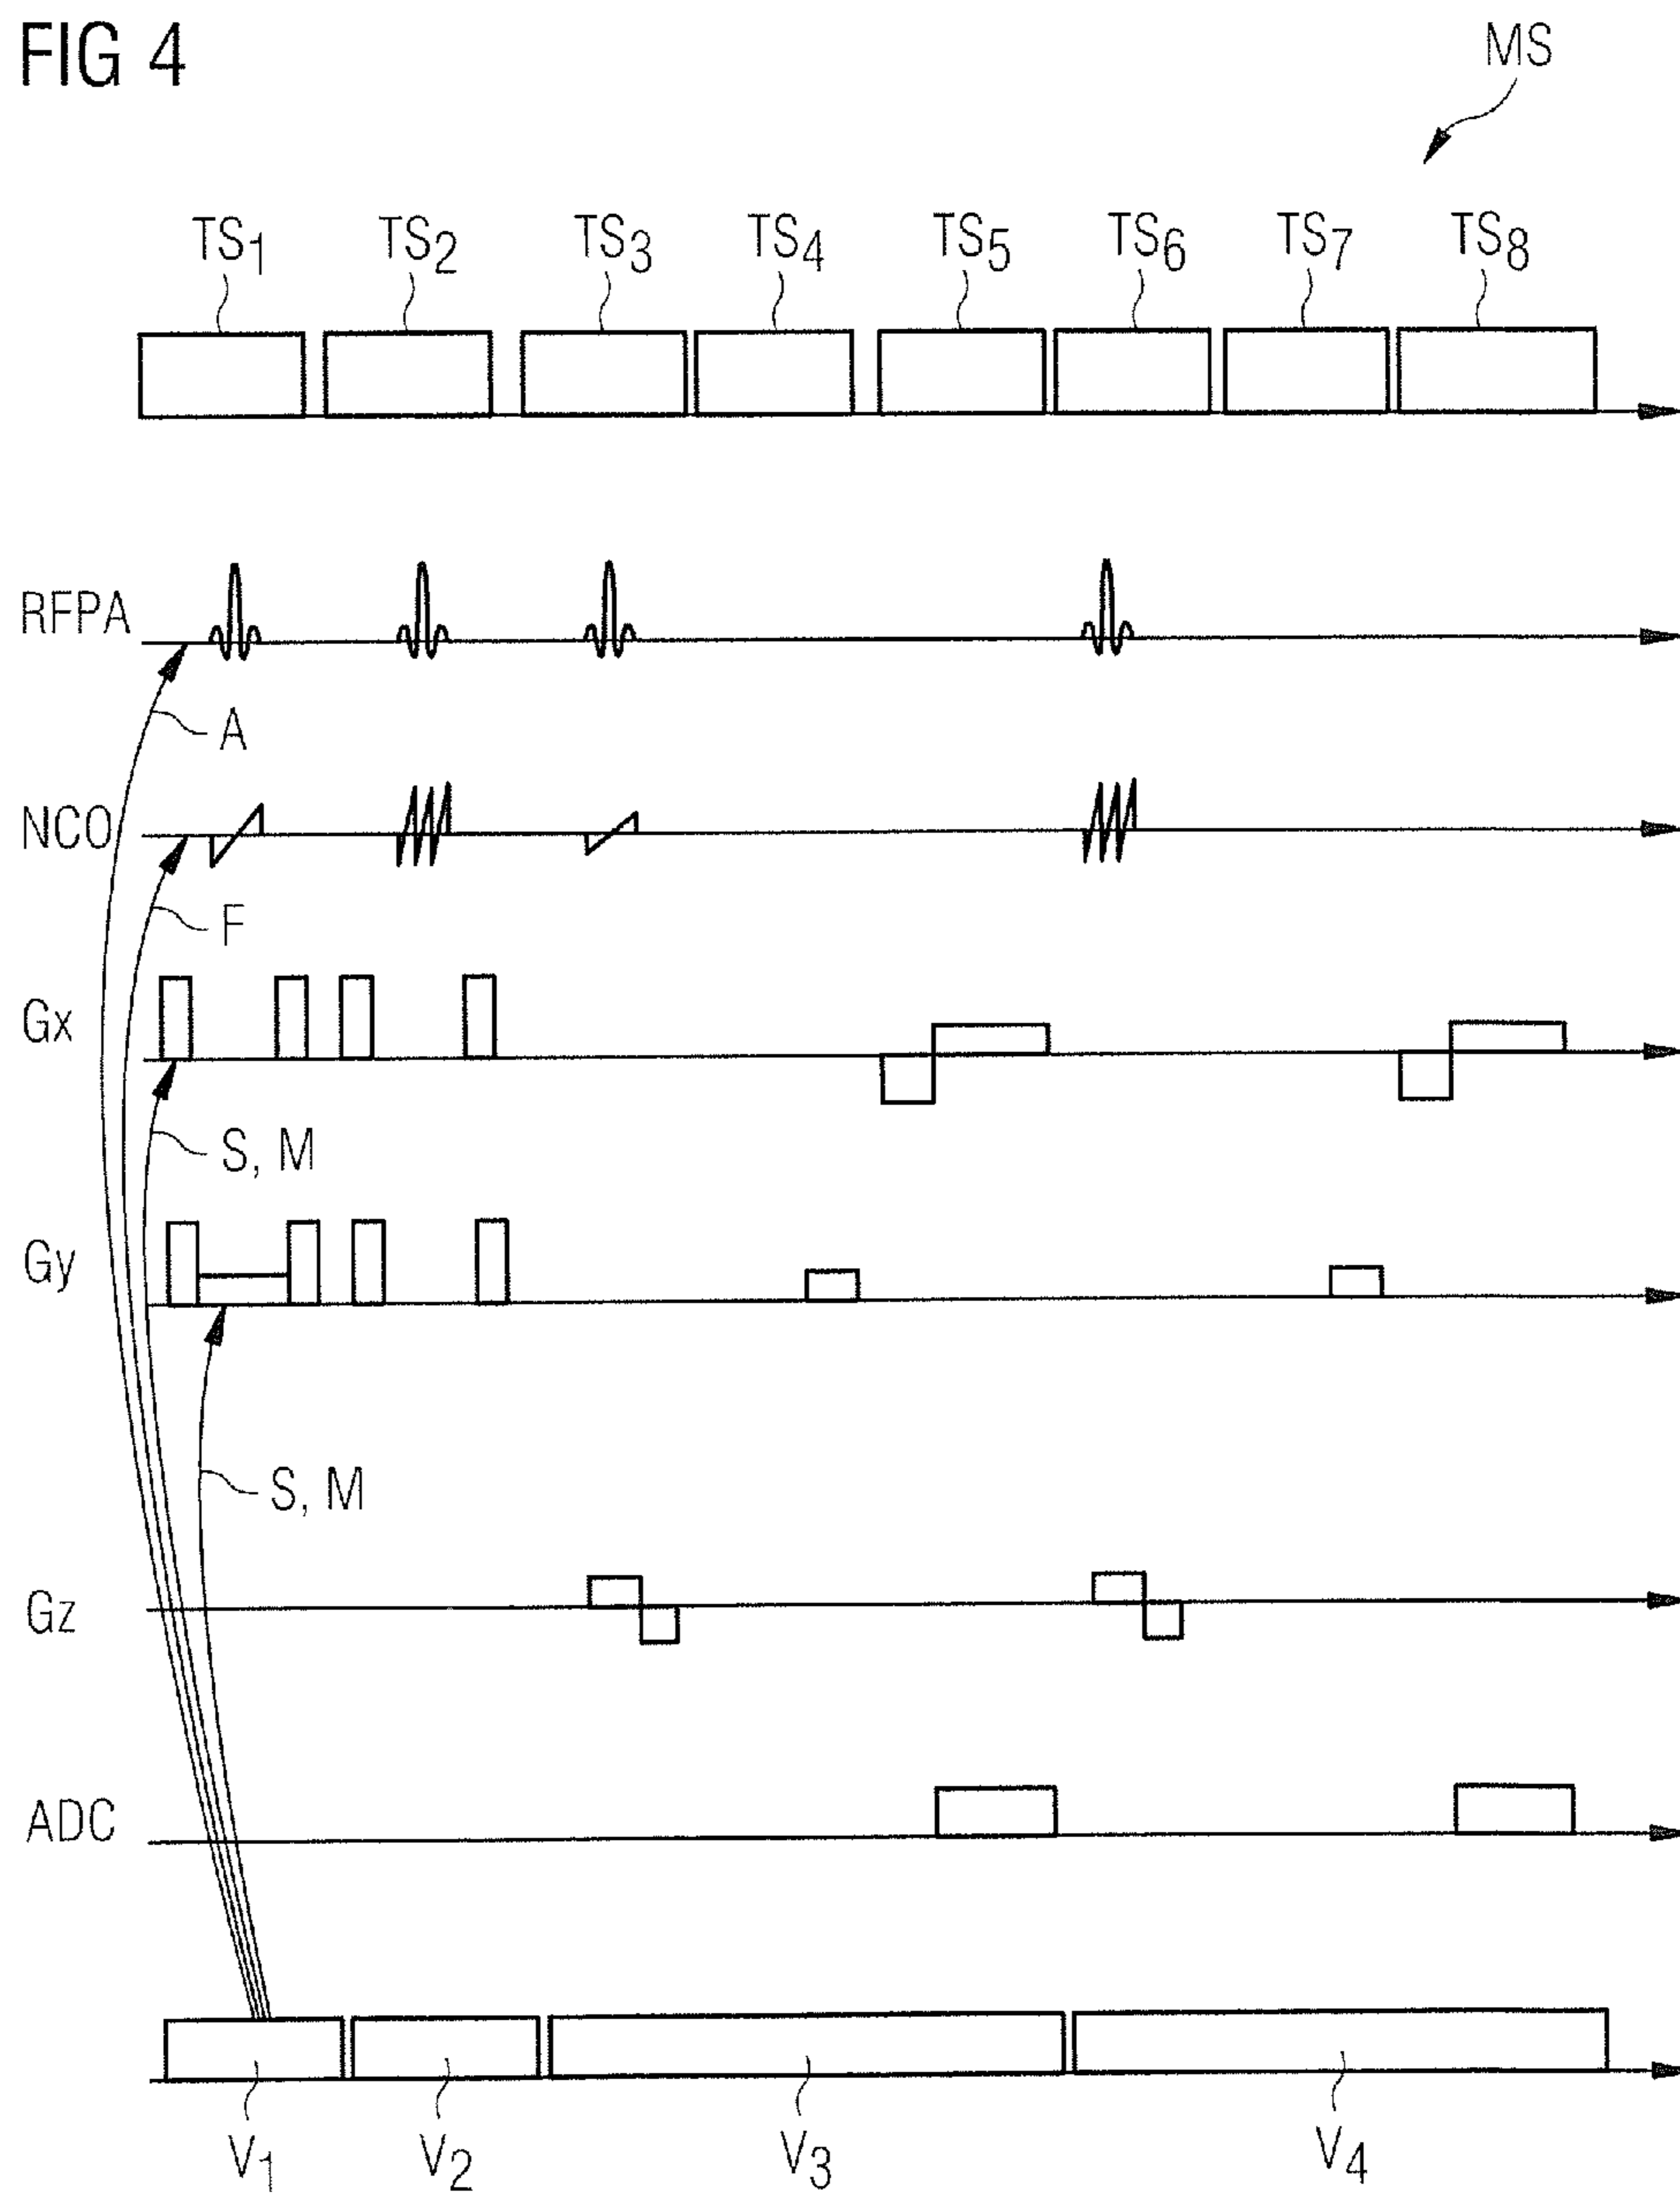 FIG 4
MS
TS1 TS2 TS3 TS4 TS5 TS6 TS7 TS8
RFPA
A
NCO
F
Gx
S, M
Gy
S, M
Gz
ADC
V1 V2 V3 V4